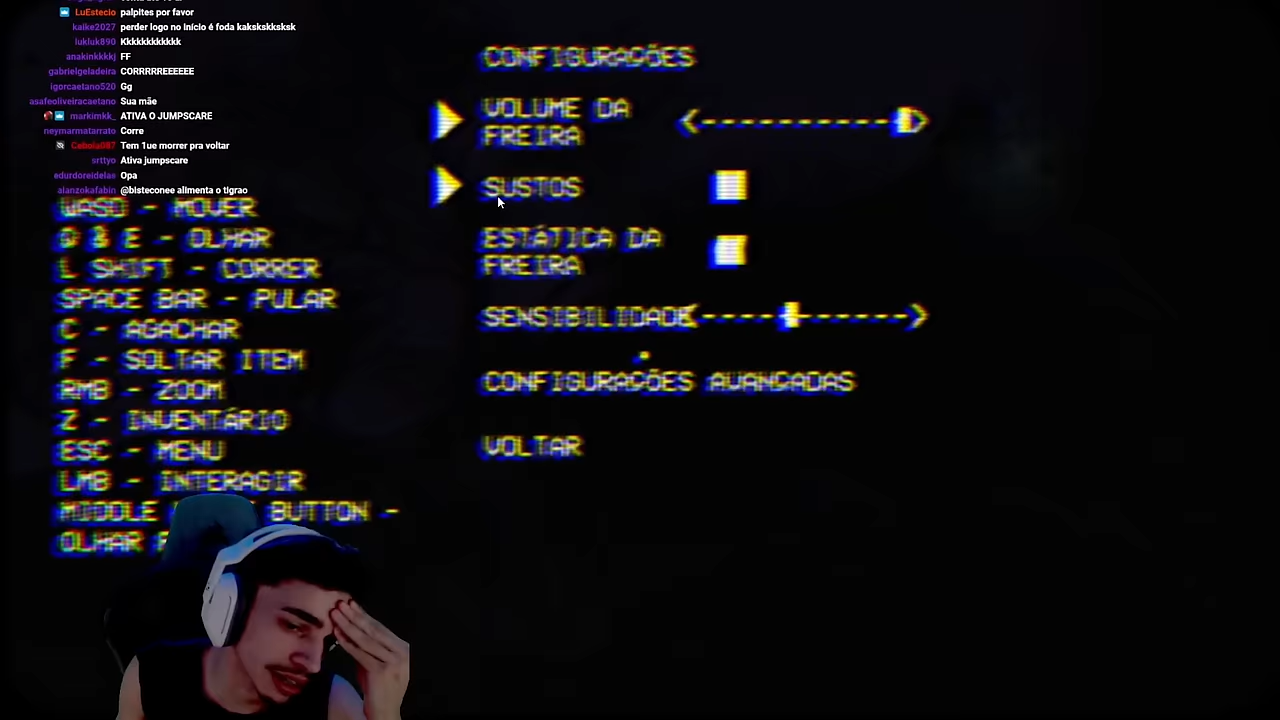 LuEstecio palpites por favor
kaike2027 perder logo no início é foda kakskskksksk
lukluk890 Kkkkkkkkkkkk
anakinkkkkj FF
gabrielgeladeira CORRRRREEEEEE
igorcaetano520 Gg
asafeoliveiracaetano Sua mãe
markimkk_ ATIVA O JUMPSCARE
neymarmatarrato Corre
Cebolu087 Tem 1ue morrer pra voltar
srttyo Ativa jumpscare
edurdoreidelas Opa
alanzokafabin @bisteconee alimenta o tigrao
WASD - MOVER
Q & E - OLHAR
L SHIFT - CORRER
SPACE BAR - PULAR
C - AGACHAR
F - SOLTAR ITEM
RMB - ZOOM
Z - INVENTÁRIO
ESC - MENU
LMB - INTERAGIR
MIDDLE BUTTON -
OLHAR
CONFIGURAÇÕES
VOLUME DA
FREIRA
SUSTOS
ESTÁTICA DA
FREIRA
SENSIBILIDADE
CONFIGURAÇÕES AVANÇADAS
VOLTAR